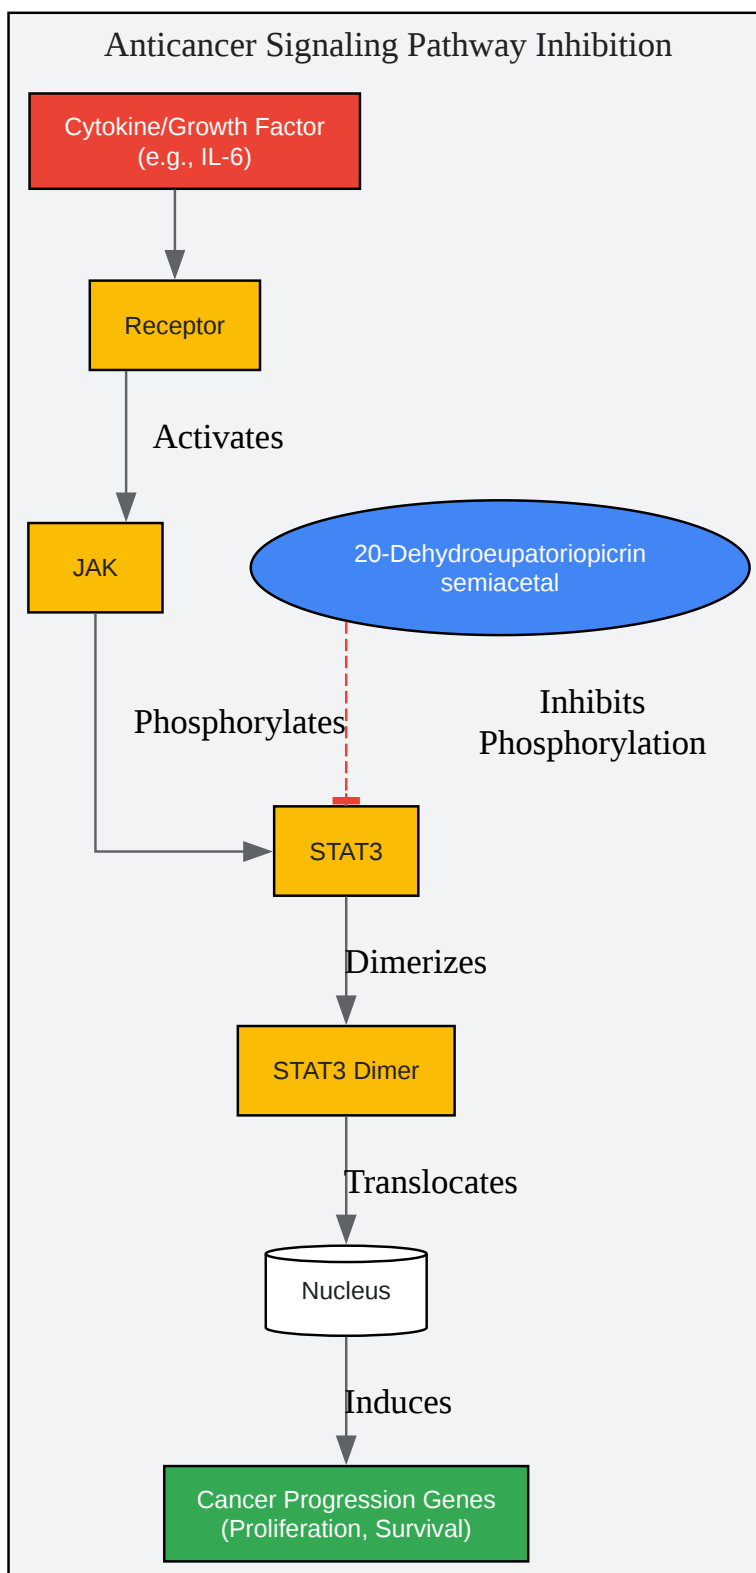 Anticancer Signaling Pathway Inhibition
Cytokine/Growth Factor
(e.g., IL-6)
Receptor
Activates
JAK
20-Dehydroeupatoriopicrin
semiacetal
Phosphorylates
Inhibits
Phosphorylation
STAT3
Dimerizes
STAT3 Dimer
Translocates
Nucleus
Induces
Cancer Progression Genes
(Proliferation, Survival)